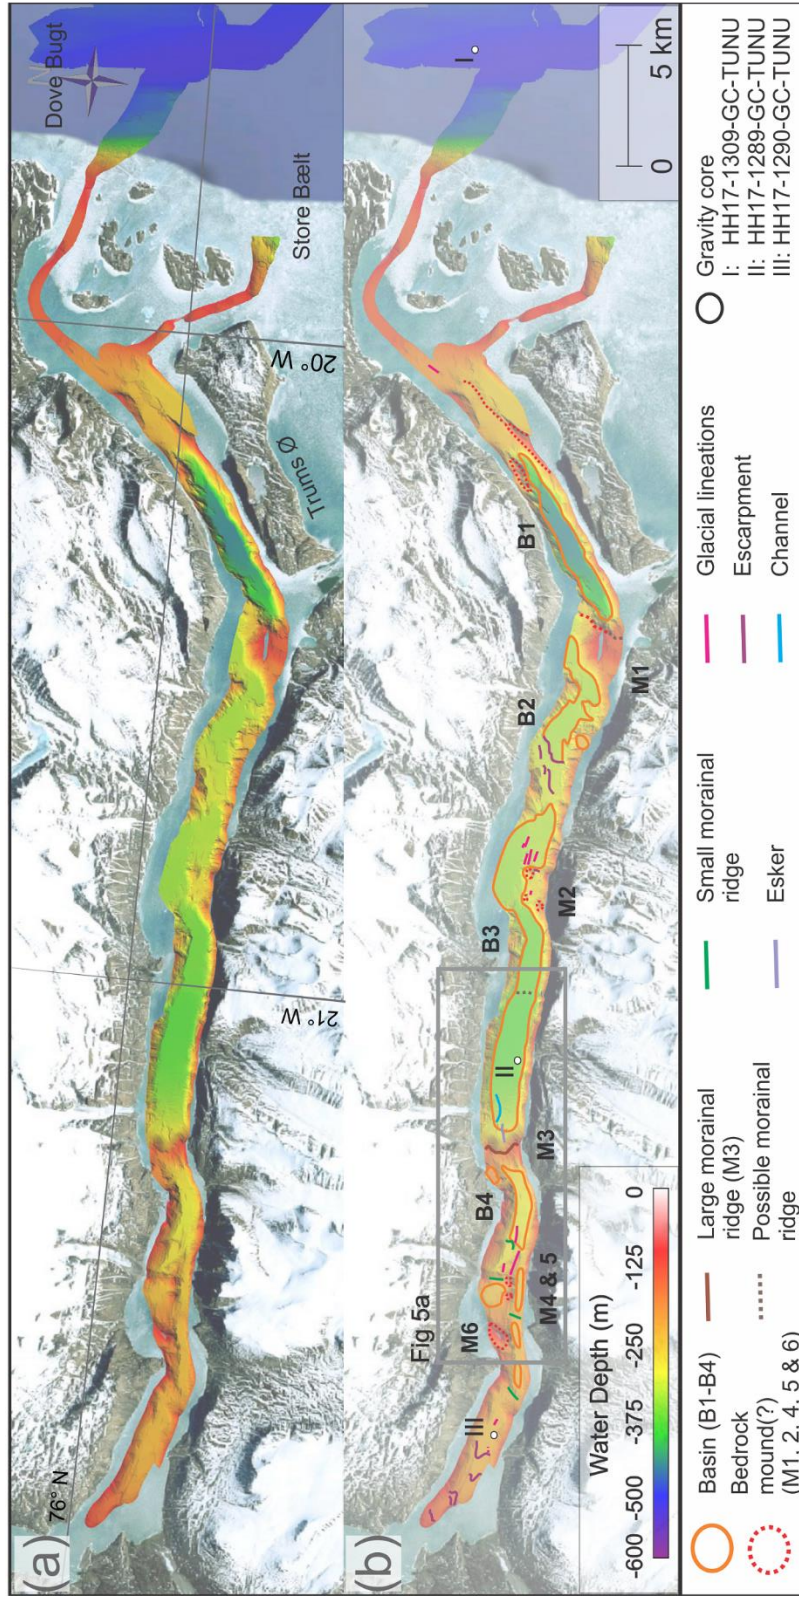 (a)
76° N
21° W
20° W
Trums Ø
Store Bælt
Dove Bugt
(b)
Fig 5a
III
M6
M4 & 5
B4
M3
II
B3
M2
B2
M1
B1
I
Water Depth (m)
-600 -500 -375 -250 -125 0
0 5 km
Basin (B1-B4)
Bedrock
mound(?)
(M1, 2, 4, 5 & 6)
Large morainal
ridge (M3)
Possible morainal
ridge
Small morainal
ridge
Esker
Glacial lineations
Escarpment
Channel
Gravity core
I: HH17-1309-GC-TUNU
II: HH17-1289-GC-TUNU
III: HH17-1290-GC-TUNU